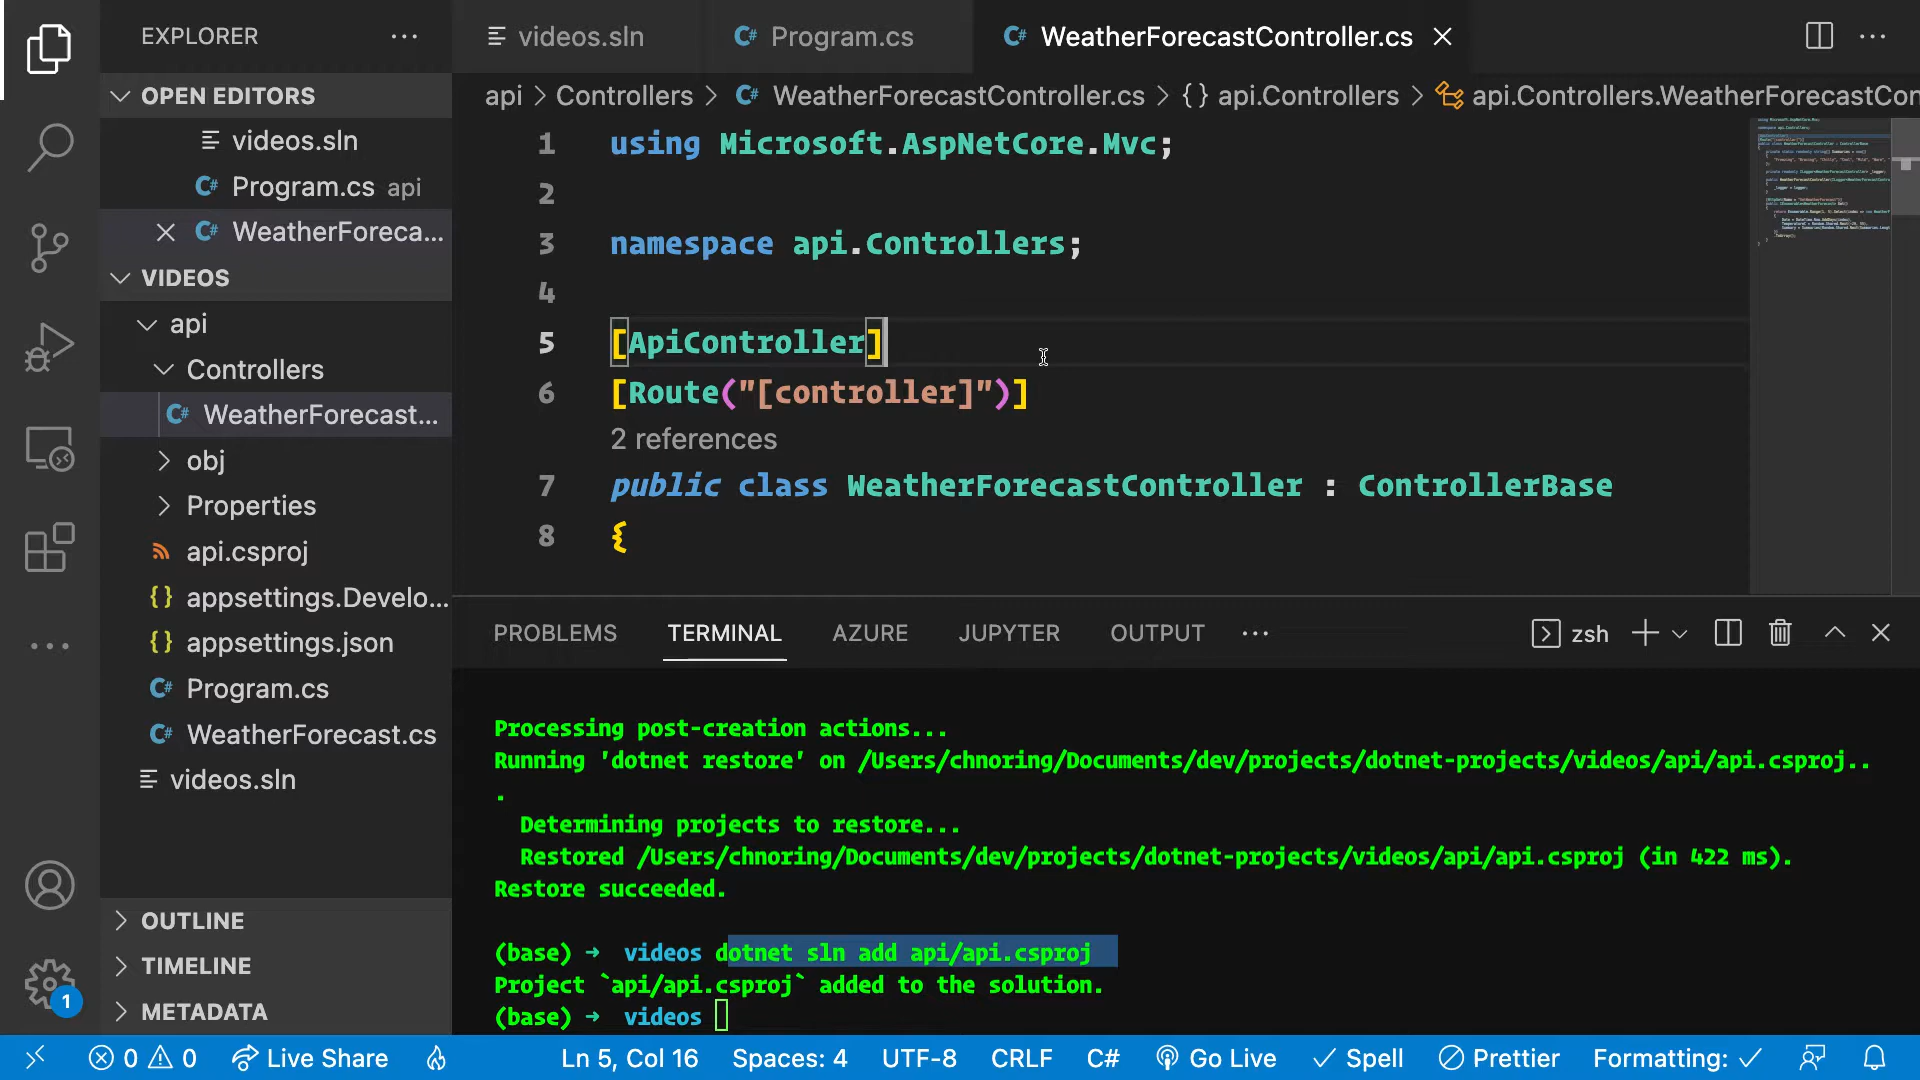 EXPLORER
videos.sln
Program.cs
WeatherForecastController.cs
OPEN EDITORS
videos.sln
Program.cs api
WeatherForeca...
VIDEOS
api
Controllers
WeatherForecast...
obj
Properties
api.csproj
appsettings.Develo...
appsettings.json
Program.cs
WeatherForecast.cs
videos.sln
OUTLINE
TIMELINE
METADATA
1
api > Controllers > WeatherForecastController.cs > {} api.Controllers > api.Controllers.WeatherForecastCon
1 using Microsoft.AspNetCore.Mvc;
2
3 namespace api.Controllers;
4
5 [ApiController]
6 [Route("[controller]")]
2 references
7 public class WeatherForecastController : ControllerBase
8 {
PROBLEMS TERMINAL AZURE JUPYTER OUTPUT ... zsh
Processing post-creation actions...
Running 'dotnet restore' on /Users/chnoring/Documents/dev/projects/dotnet-projects/videos/api/api.csproj..
.
Determining projects to restore...
Restored /Users/chnoring/Documents/dev/projects/dotnet-projects/videos/api/api.csproj (in 422 ms).
Restore succeeded.
(base) ➜ videos dotnet sln add api/api.csproj
Project `api/api.csproj` added to the solution.
(base) ➜ videos
0 0 Live Share Ln 5, Col 16 Spaces: 4 UTF-8 CRLF C# Go Live Spell Prettier Formatting: ✓